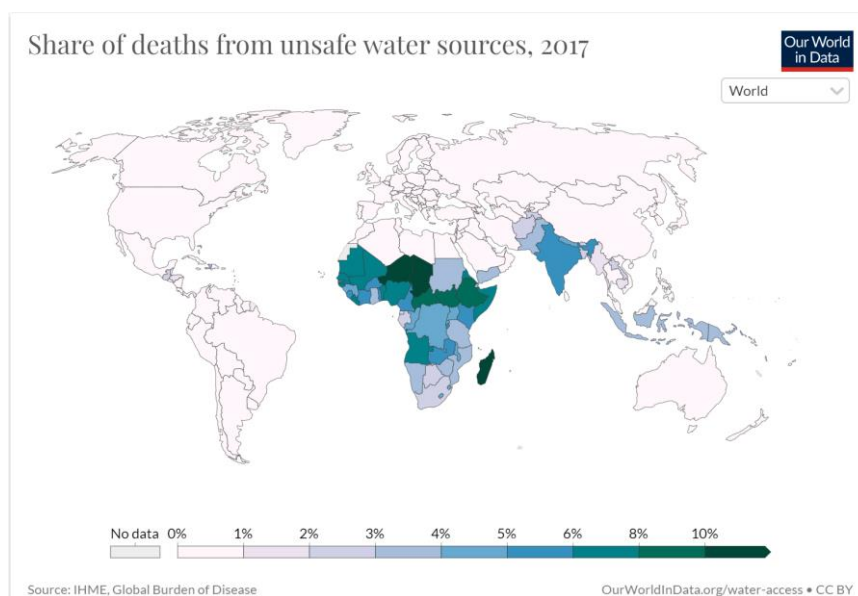 Share of deaths from unsafe water sources, 2017
Our World
in Data
World
No data 0% 1% 2% 3% 4% 5% 6% 8% 10%
Source: IHME, Global Burden of Disease
OurWorldInData.org/water-access • CC BY